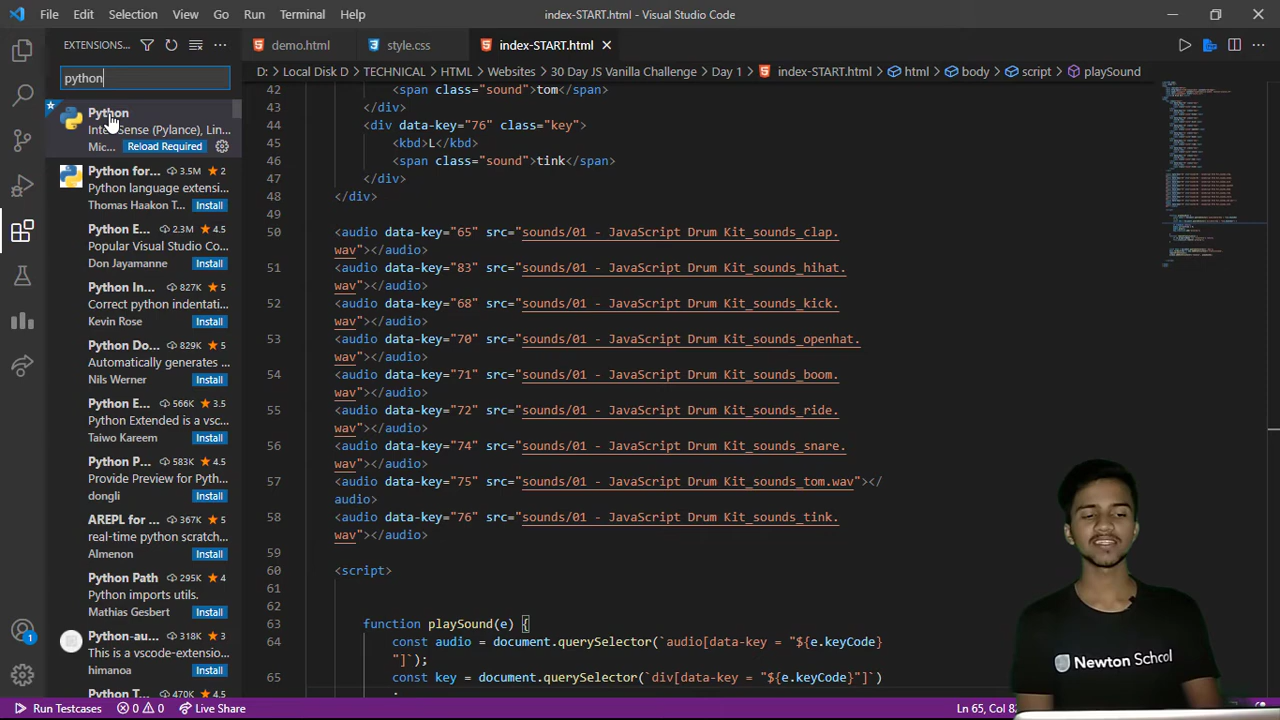 File Edit Selection View Go Run Terminal Help
index-START.html - Visual Studio Code
EXTENSIONS...
demo.html
style.css
index-START.html
D: > Local Disk D > TECHNICAL > HTML > Websites > 30 Day JS Vanilla Challenge > Day 1 > index-START.html > html > body > script > playSound
python
Python
IntelliSense (Pylance), Lin...
Mic... Reload Required
Python for... 3.5M 2
Python language extensi...
Thomas Haakon T... Install
Python E... 2.3M 4.5
Popular Visual Studio Co...
Don Jayamanne Install
Python In... 827K 5
Correct python indentati...
Kevin Rose Install
Python Do... 829K 5
Automatically generates ...
Nils Werner Install
Python E... 566K 3.5
Python Extended is a vsc...
Taiwo Kareem Install
Python P... 583K 4.5
Provide Preview for Pyth...
dongli Install
AREPL for ... 367K 5
real-time python scratch...
Almenon Install
Python Path 295K 4
Python imports utils.
Mathias Gesbert Install
Python-au... 318K 3
This is a vscode-extensio...
himanoa Install
Python T... 470K 4.5
42 <span class="sound">tom</span>
43 </div>
44 <div data-key="76" class="key">
45 <kbd>L</kbd>
46 <span class="sound">tink</span>
47 </div>
48 </div>
49
50 <audio data-key="65" src="sounds/01 - JavaScript Drum Kit_sounds_clap.
wav"></audio>
51 <audio data-key="83" src="sounds/01 - JavaScript Drum Kit_sounds_hihat.
wav"></audio>
52 <audio data-key="68" src="sounds/01 - JavaScript Drum Kit_sounds_kick.
wav"></audio>
53 <audio data-key="70" src="sounds/01 - JavaScript Drum Kit_sounds_openhat.
wav"></audio>
54 <audio data-key="71" src="sounds/01 - JavaScript Drum Kit_sounds_boom.
wav"></audio>
55 <audio data-key="72" src="sounds/01 - JavaScript Drum Kit_sounds_ride.
wav"></audio>
56 <audio data-key="74" src="sounds/01 - JavaScript Drum Kit_sounds_snare.
wav"></audio>
57 <audio data-key="75" src="sounds/01 - JavaScript Drum Kit_sounds_tom.wav"></
audio>
58 <audio data-key="76" src="sounds/01 - JavaScript Drum Kit_sounds_tink.
wav"></audio>
59
60 <script>
61
62
63 function playSound(e) {
64 const audio = document.querySelector(`audio[data-key = "${e.keyCode}
"]`);
65 const key = document.querySelector(`div[data-key = "${e.keyCode}"]`)
;
Newton School
1
Run Testcases 0 0 Live Share
Ln 65, Col 8